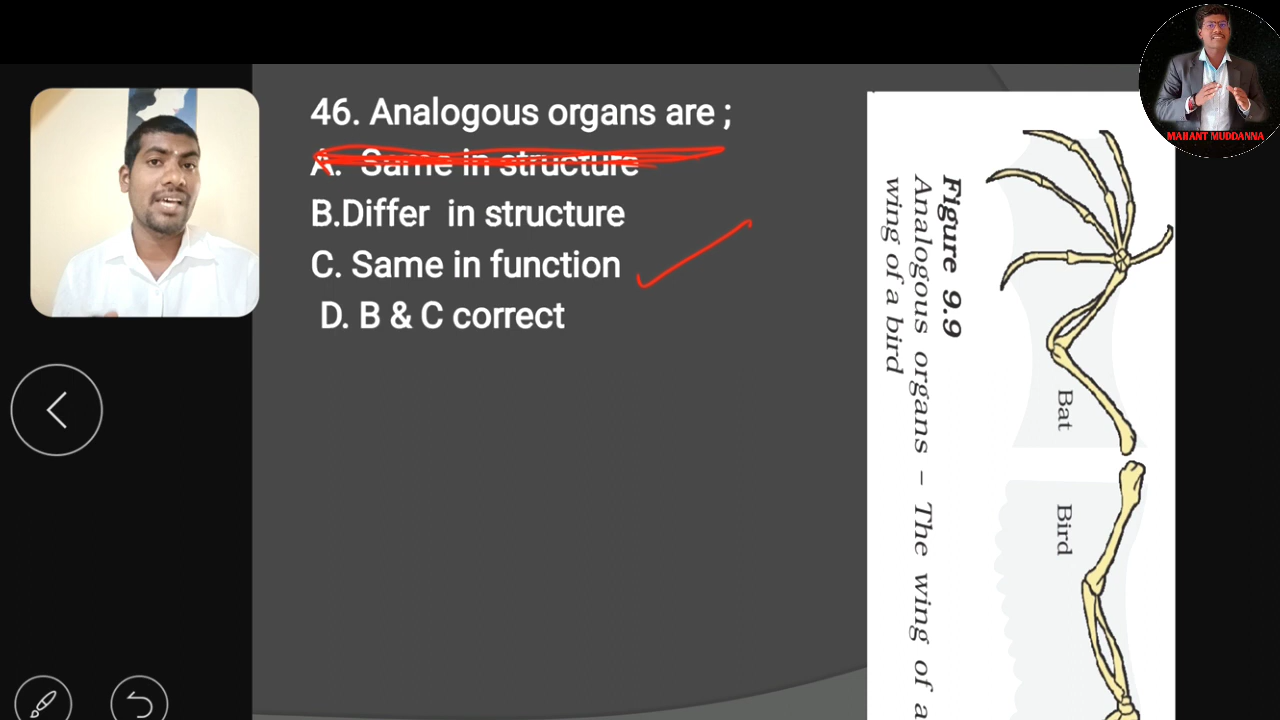 MAHANT MUDDANNA
46. Analogous organs are ;
A. Same in structure
B.Differ in structure
C. Same in function
D. B & C correct
Figure 9.9
Analogous organs – The wing of a
wing of a bird
Bat
Bird